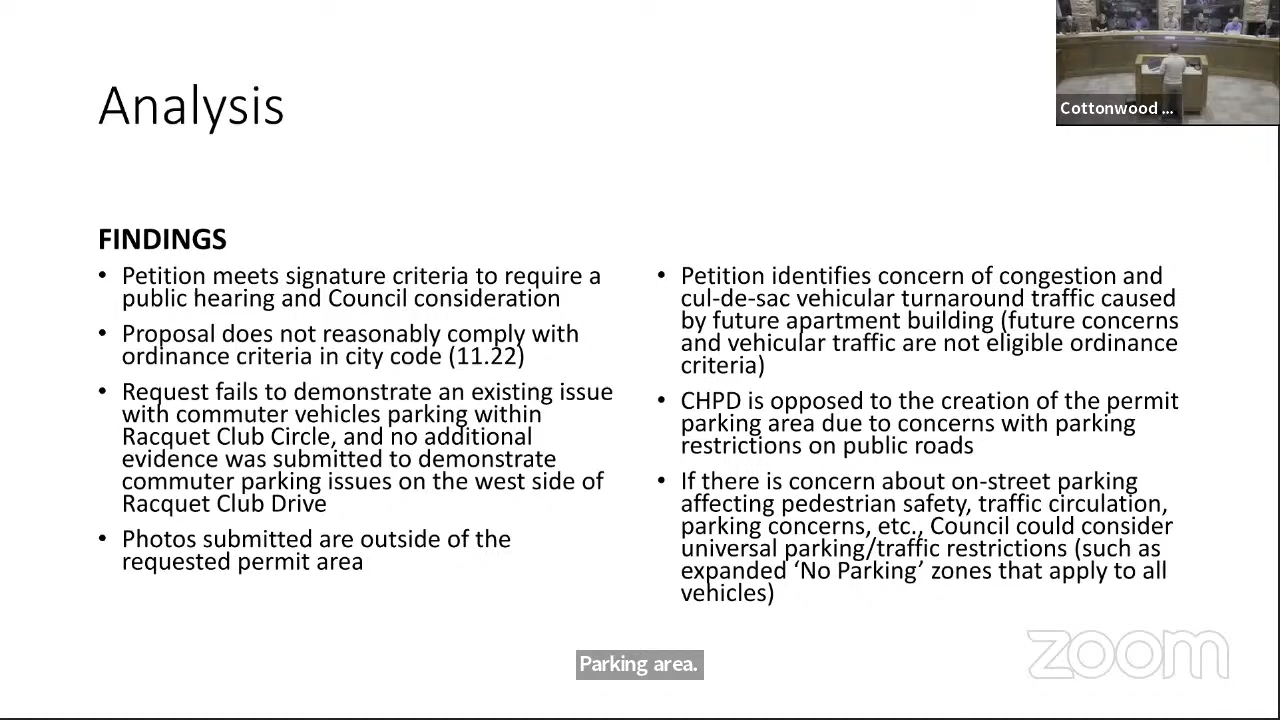 Analysis
Cottonwood ...
FINDINGS
• Petition meets signature criteria to require a
public hearing and Council consideration
• Proposal does not reasonably comply with
ordinance criteria in city code (11.22)
• Request fails to demonstrate an existing issue
with commuter vehicles parking within
Racquet Club Circle, and no additional
evidence was submitted to demonstrate
commuter parking issues on the west side of
Racquet Club Drive
• Photos submitted are outside of the
requested permit area
• Petition identifies concern of congestion and
cul-de-sac vehicular turnaround traffic caused
by future apartment building (future concerns
and vehicular traffic are not eligible ordinance
criteria)
• CHPD is opposed to the creation of the permit
parking area due to concerns with parking
restrictions on public roads
• If there is concern about on-street parking
affecting pedestrian safety, traffic circulation,
parking concerns, etc., Council could consider
universal parking/traffic restrictions (such as
expanded ‘No Parking’ zones that apply to all
vehicles)
Parking area.
zoom